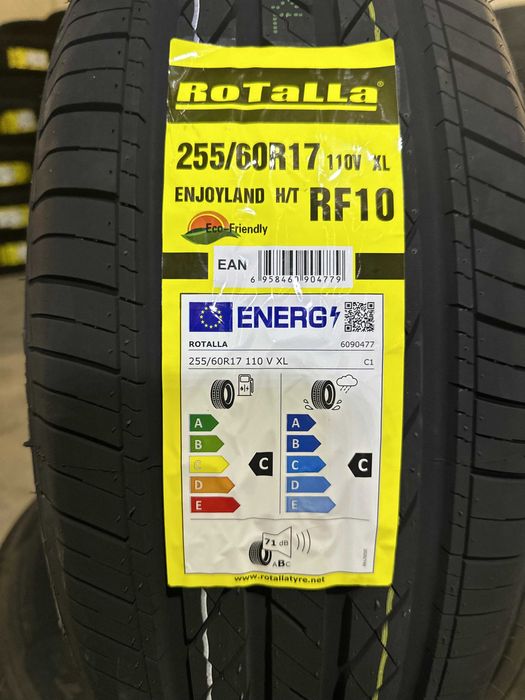 RoTaLLa®
255/60R17 110V XL
ENJOYLAND H/T RF10
Eco-Friendly
EAN
6 958460 904779
ENERG
ROTALLA 6090477
255/60R17 110 V XL C1
A A
B B
C C C C
D D
E E
71 dB
ABC
www.rotallatyre.net